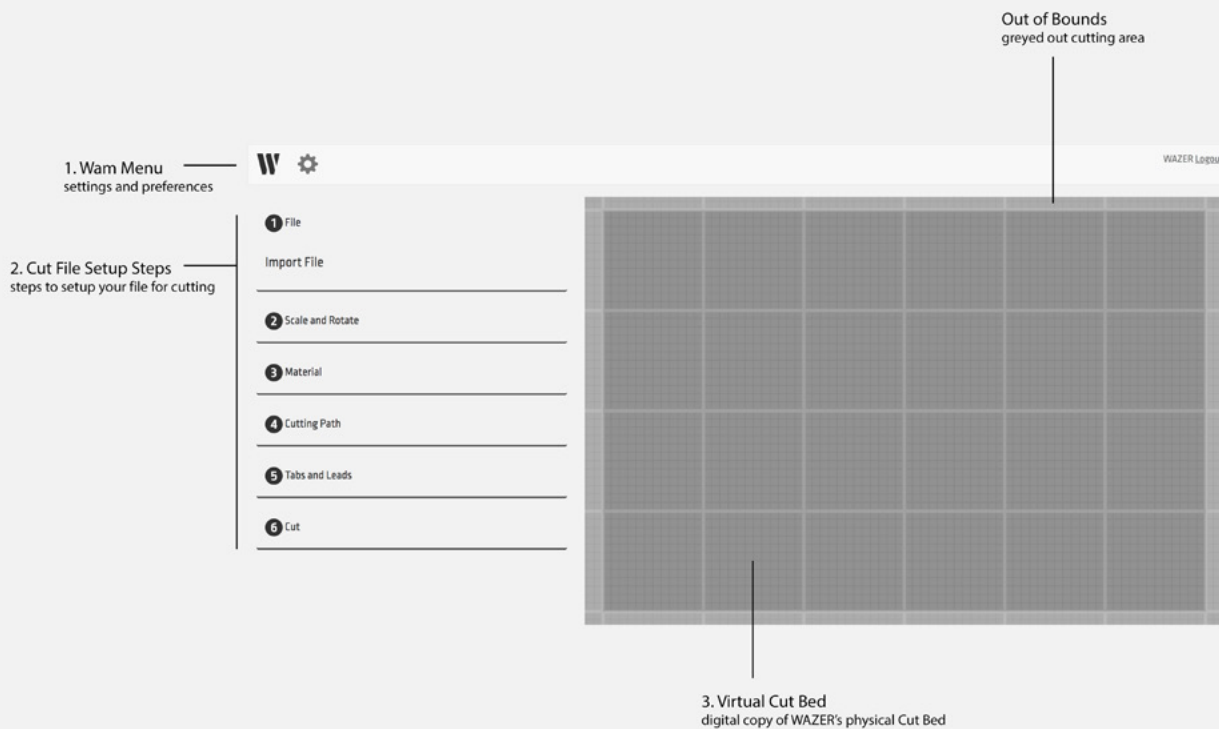 Out of Bounds
greyed out cutting area
1. Wam Menu
settings and preferences
W
WAZER Logou
1 File
Import File
2. Cut File Setup Steps
steps to setup your file for cutting
2 Scale and Rotate
3 Material
4 Cutting Path
5 Tabs and Leads
6 Cut
3. Virtual Cut Bed
digital copy of WAZER's physical Cut Bed